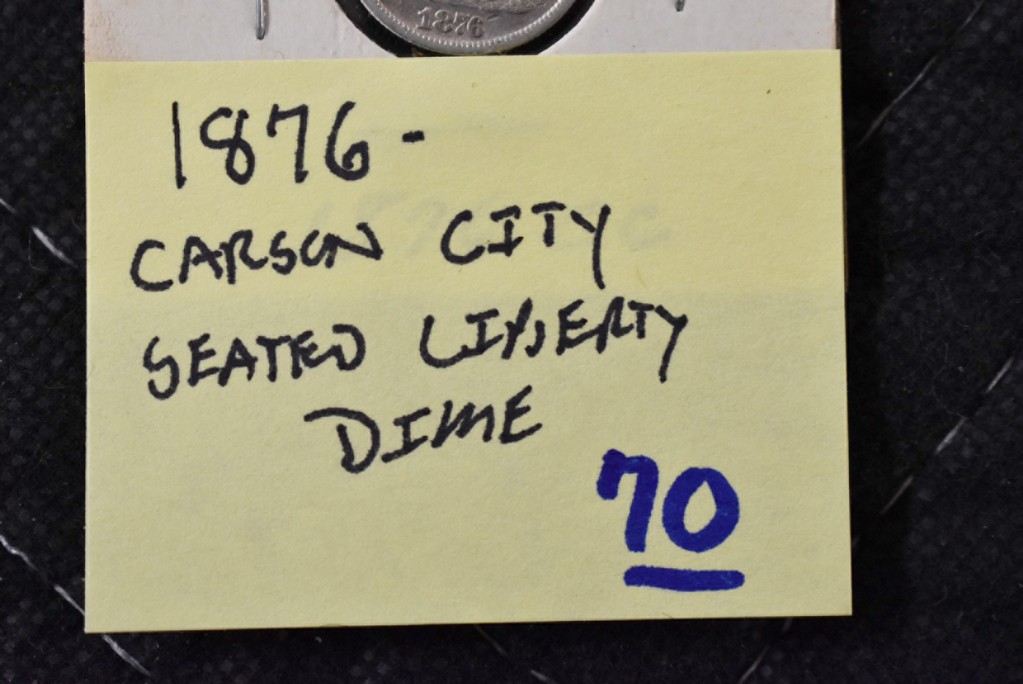 1876
1876-
CARSON CITY
SEATED LIBERTY
DIME
70